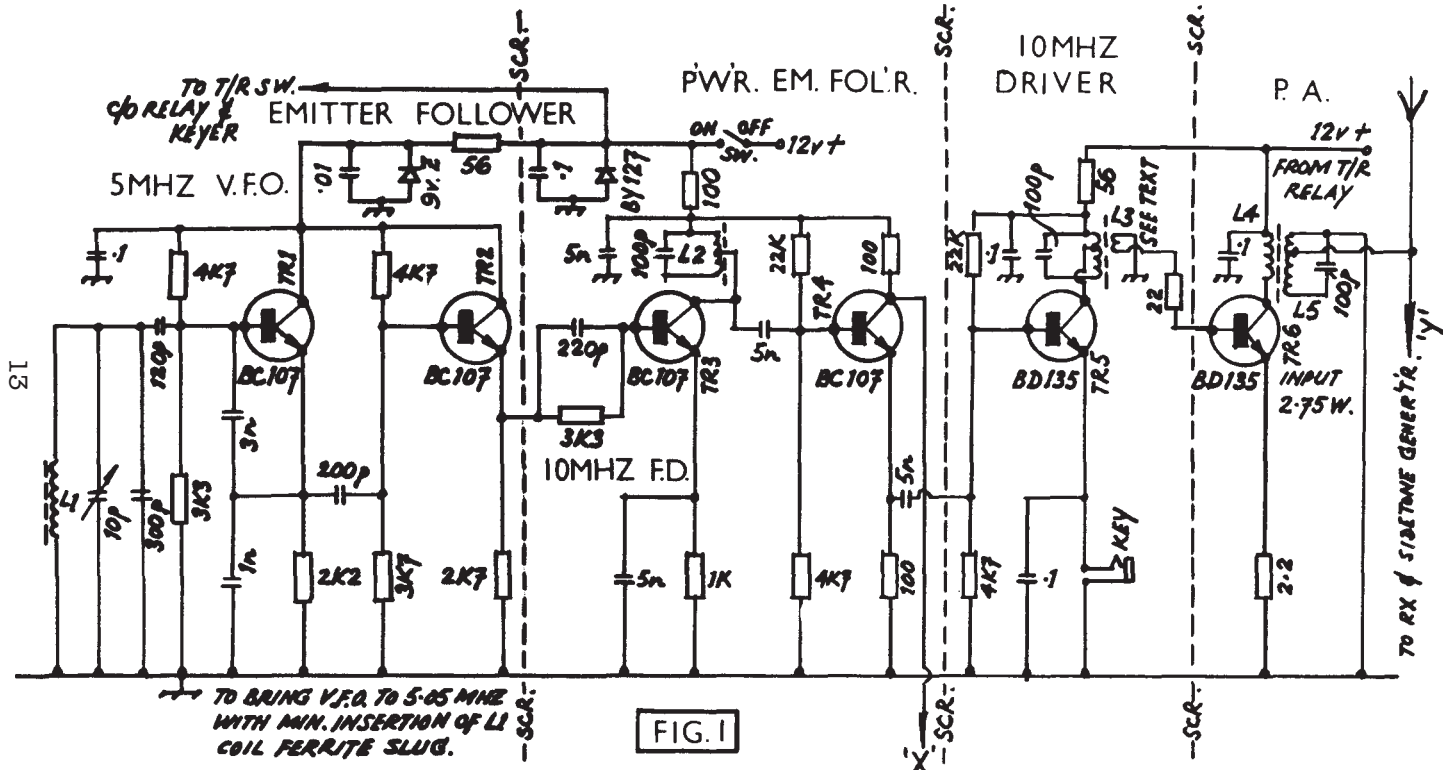 SCR.
SCR.
SCR.
10MHZ
DRIVER
P.A.
P'W'R. EM. FOL'R.
TO T/R SW.
C/O RELAY &
KEYER
EMITTER FOLLOWER
5MHZ V.F.O.
.01
9v.Z
56
.1
BY127
ON
OFF
SW.
12v+
100
100p
56
L3
SEE TEXT
12v+
FROM T/R
RELAY
.1
4K7
TR1
4K7
TR2
5n
100p
L2
22K
TR4
100
22K
.1
22
L4
.1
L5
100p
120p
BC107
BC107
220p
BC107
TR3
5n
BC107
BD135
TR5
BD135
TR6
INPUT
2.75W.
13
3n
3K3
10MHZ F.D.
200p
5n
L1
10p
300p
3K3
1n
2K2
3K7
2K7
5n
1K
4K7
100
4K7
.1
KEY
2.2
TO RX & SIDETONE GENER'T'R. 'Y'
TO BRING V.F.O. TO 5.05 MHZ
WITH MIN. INSERTION OF L1
COIL FERRITE SLUG.
SCR.
FIG.1
'X'
SCR.
SCR.